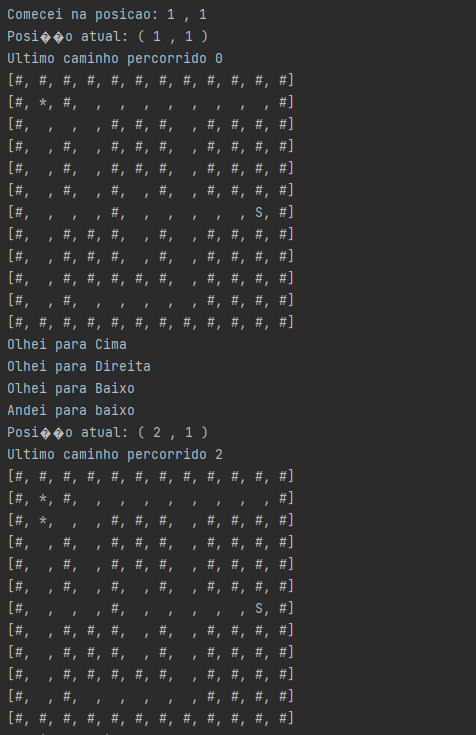 Comecei na posicao: 1 , 1
Posi��o atual: ( 1 , 1 )
Ultimo caminho percorrido 0
[#, #, #, #, #, #, #, #, #, #, #, #]
[#, *, #,  ,  ,  ,  ,  ,  ,  ,  , #]
[#,  ,  ,  , #, #, #,  , #, #, #, #]
[#,  , #,  , #, #, #,  , #, #, #, #]
[#,  , #,  , #, #, #,  , #, #, #, #]
[#,  , #,  , #,  , #,  , #, #, #, #]
[#,  ,  ,  , #,  ,  ,  ,  ,  , S, #]
[#,  , #, #, #,  , #,  , #, #, #, #]
[#,  , #, #, #,  , #,  , #, #, #, #]
[#,  , #, #, #, #, #,  , #, #, #, #]
[#,  , #,  ,  ,  ,  ,  , #, #, #, #]
[#, #, #, #, #, #, #, #, #, #, #, #]
Olhei para Cima
Olhei para Direita
Olhei para Baixo
Andei para baixo
Posi��o atual: ( 2 , 1 )
Ultimo caminho percorrido 2
[#, #, #, #, #, #, #, #, #, #, #, #]
[#, *, #,  ,  ,  ,  ,  ,  ,  ,  , #]
[#, *,  ,  , #, #, #,  , #, #, #, #]
[#,  , #,  , #, #, #,  , #, #, #, #]
[#,  , #,  , #, #, #,  , #, #, #, #]
[#,  , #,  , #,  , #,  , #, #, #, #]
[#,  ,  ,  , #,  ,  ,  ,  ,  , S, #]
[#,  , #, #, #,  , #,  , #, #, #, #]
[#,  , #, #, #,  , #,  , #, #, #, #]
[#,  , #, #, #, #, #,  , #, #, #, #]
[#,  , #,  ,  ,  ,  ,  , #, #, #, #]
[#, #, #, #, #, #, #, #, #, #, #, #]